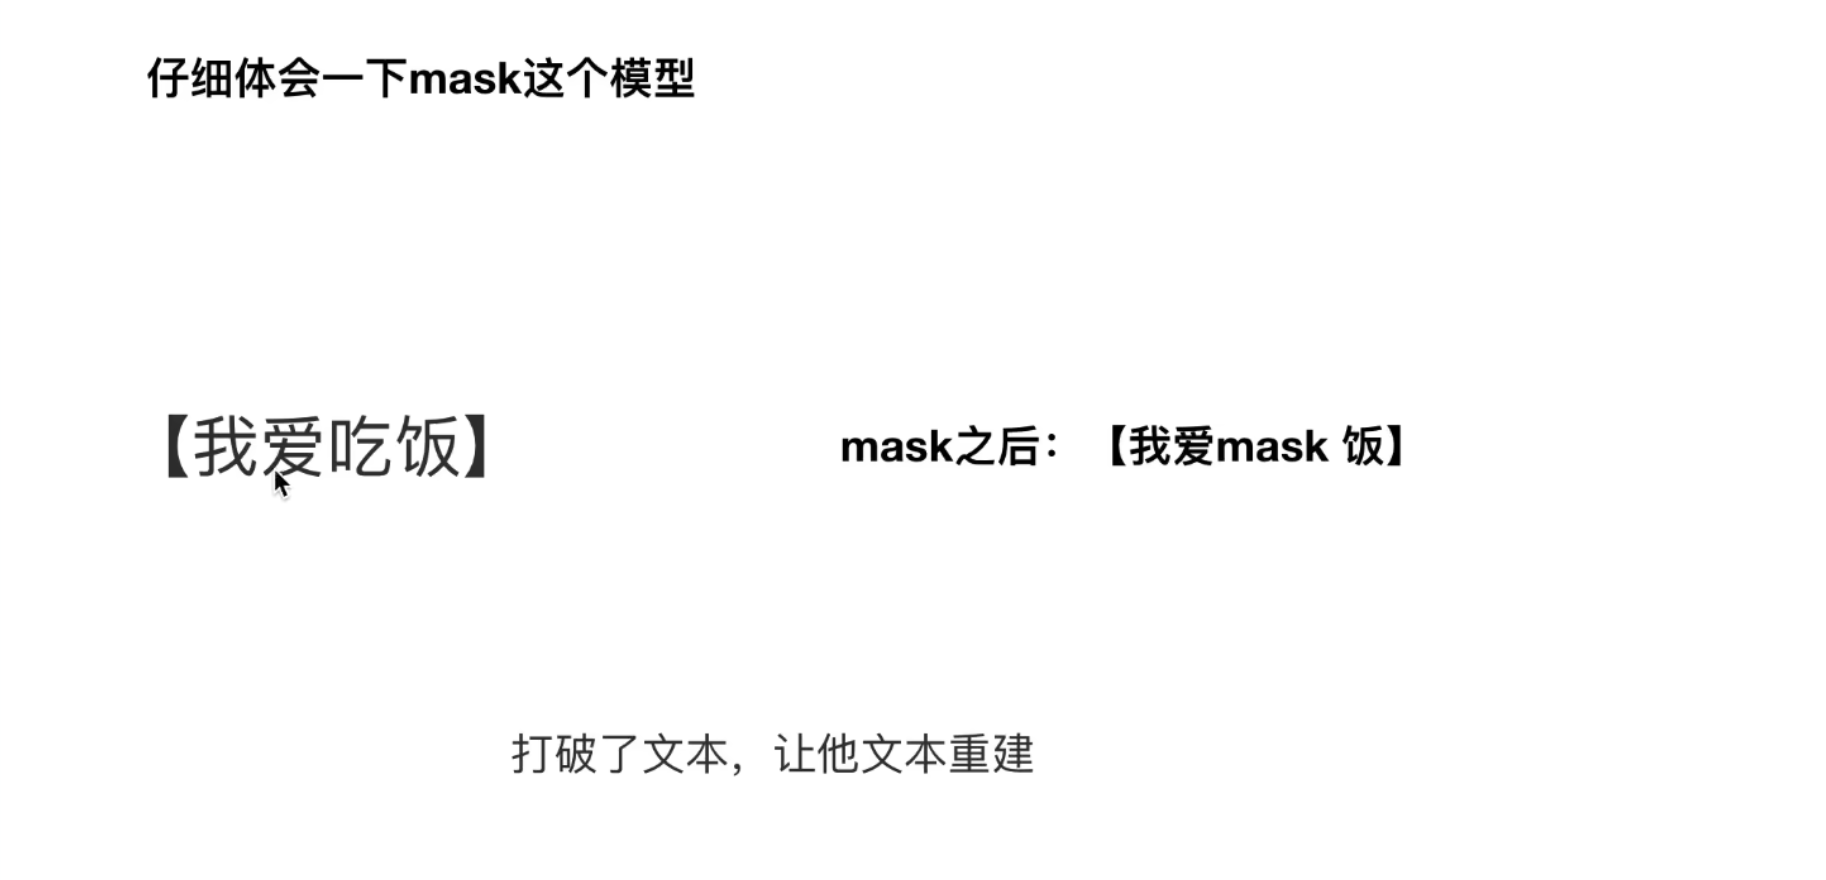 仔细体会一下mask这个模型
【我爱吃饭】 mask之后：【我爱mask 饭】
打破了文本，让他文本重建